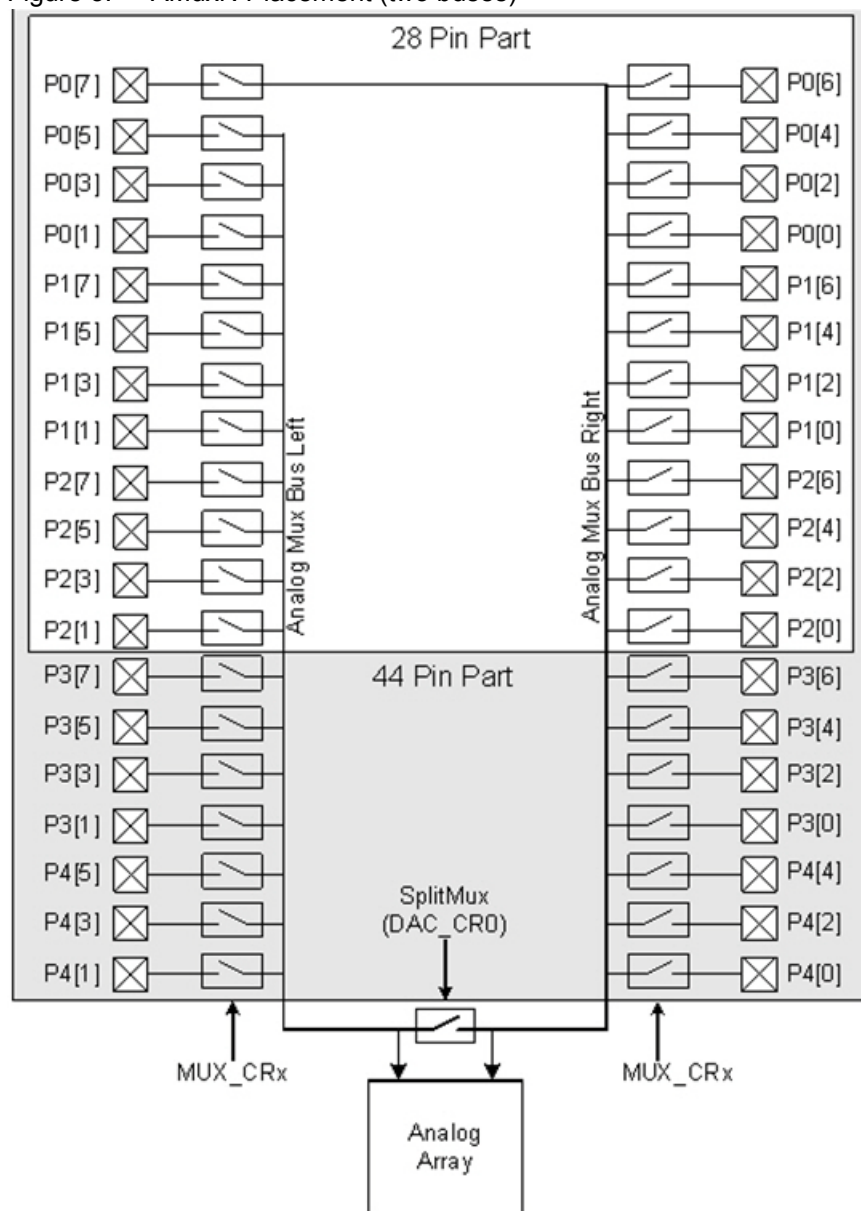 Figure AMuxN Placement (two buses)
28 Pin Part
P0[7] P0[6]
P0[5] P0[4]
P0[3] P0[2]
P0[1] P0[0]
P1[7] P1[6]
P1[5] P1[4]
P1[3] P1[2]
P1[1] P1[0]
P2[7] P2[6]
P2[5] P2[4]
P2[3] P2[2]
P2[1] P2[0]
Analog Mux Bus Left
Analog Mux Bus Right
44 Pin Part
P3[7] P3[6]
P3[5] P3[4]
P3[3] P3[2]
P3[1] P3[0]
P4[5] P4[4]
P4[3] P4[2]
P4[1] P4[0]
SplitMux
(DAC_CR0)
MUX_CRx MUX_CRx
Analog
Array